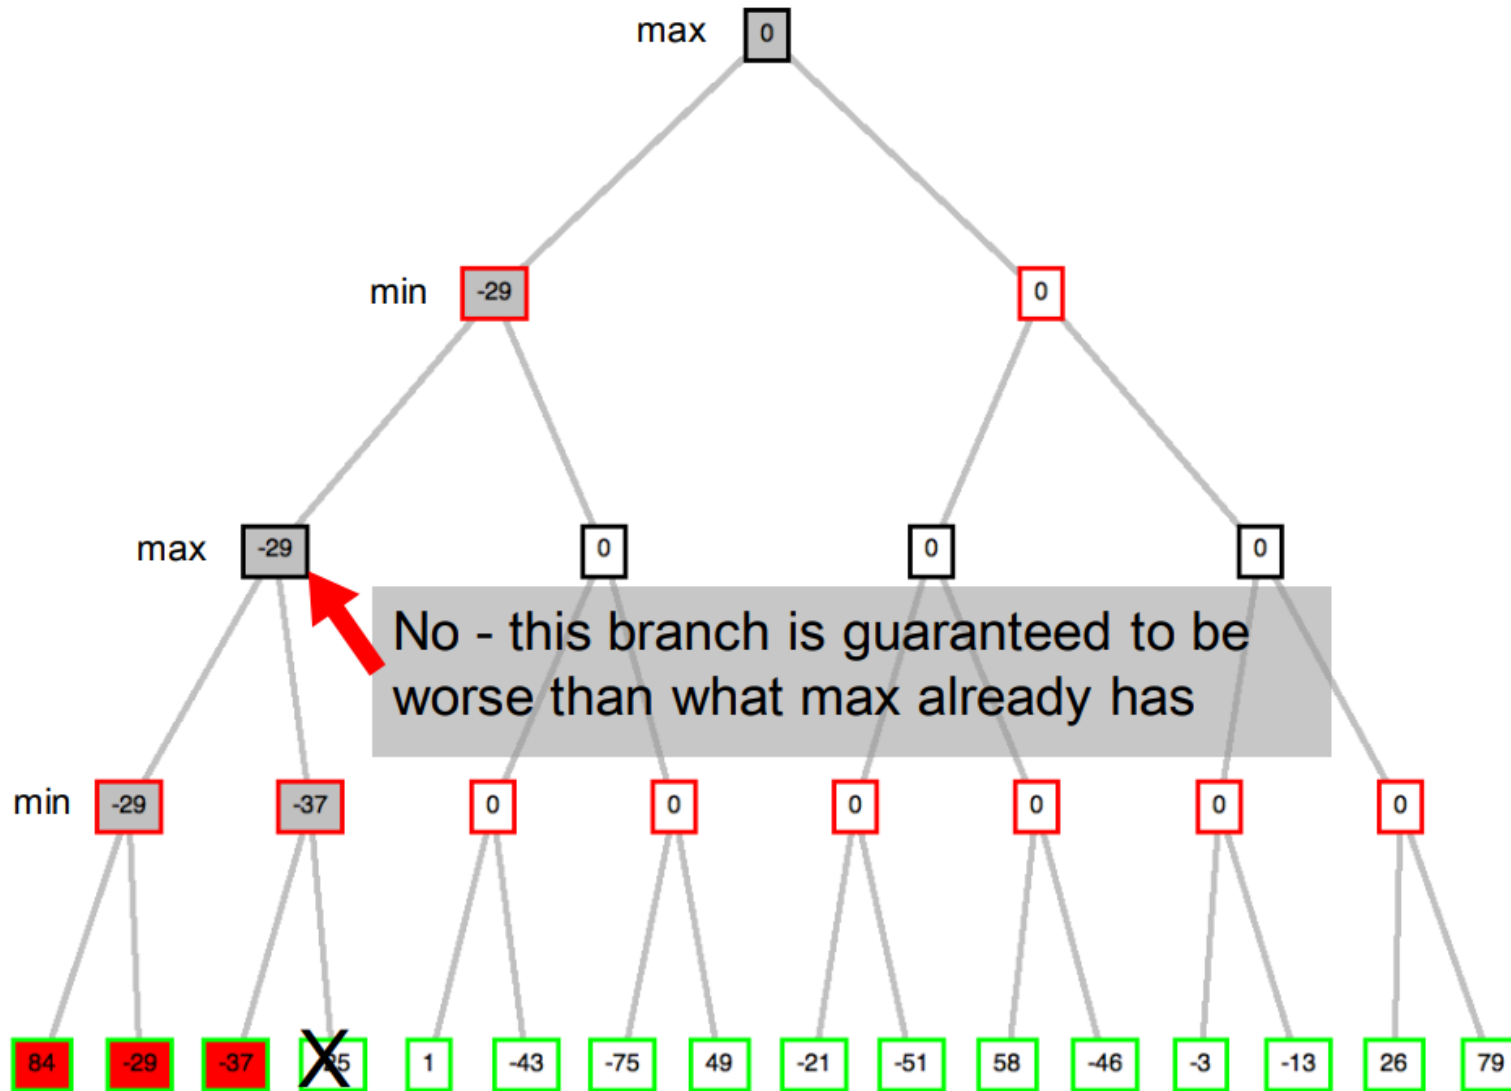 max 0
min -29 0
max -29 0 0 0
No - this branch is guaranteed to be
worse than what max already has
min -29 -37 0 0 0 0 0 0
84 -29 -37 X 1 -43 -75 49 -21 -51 58 -46 -3 -13 26 79